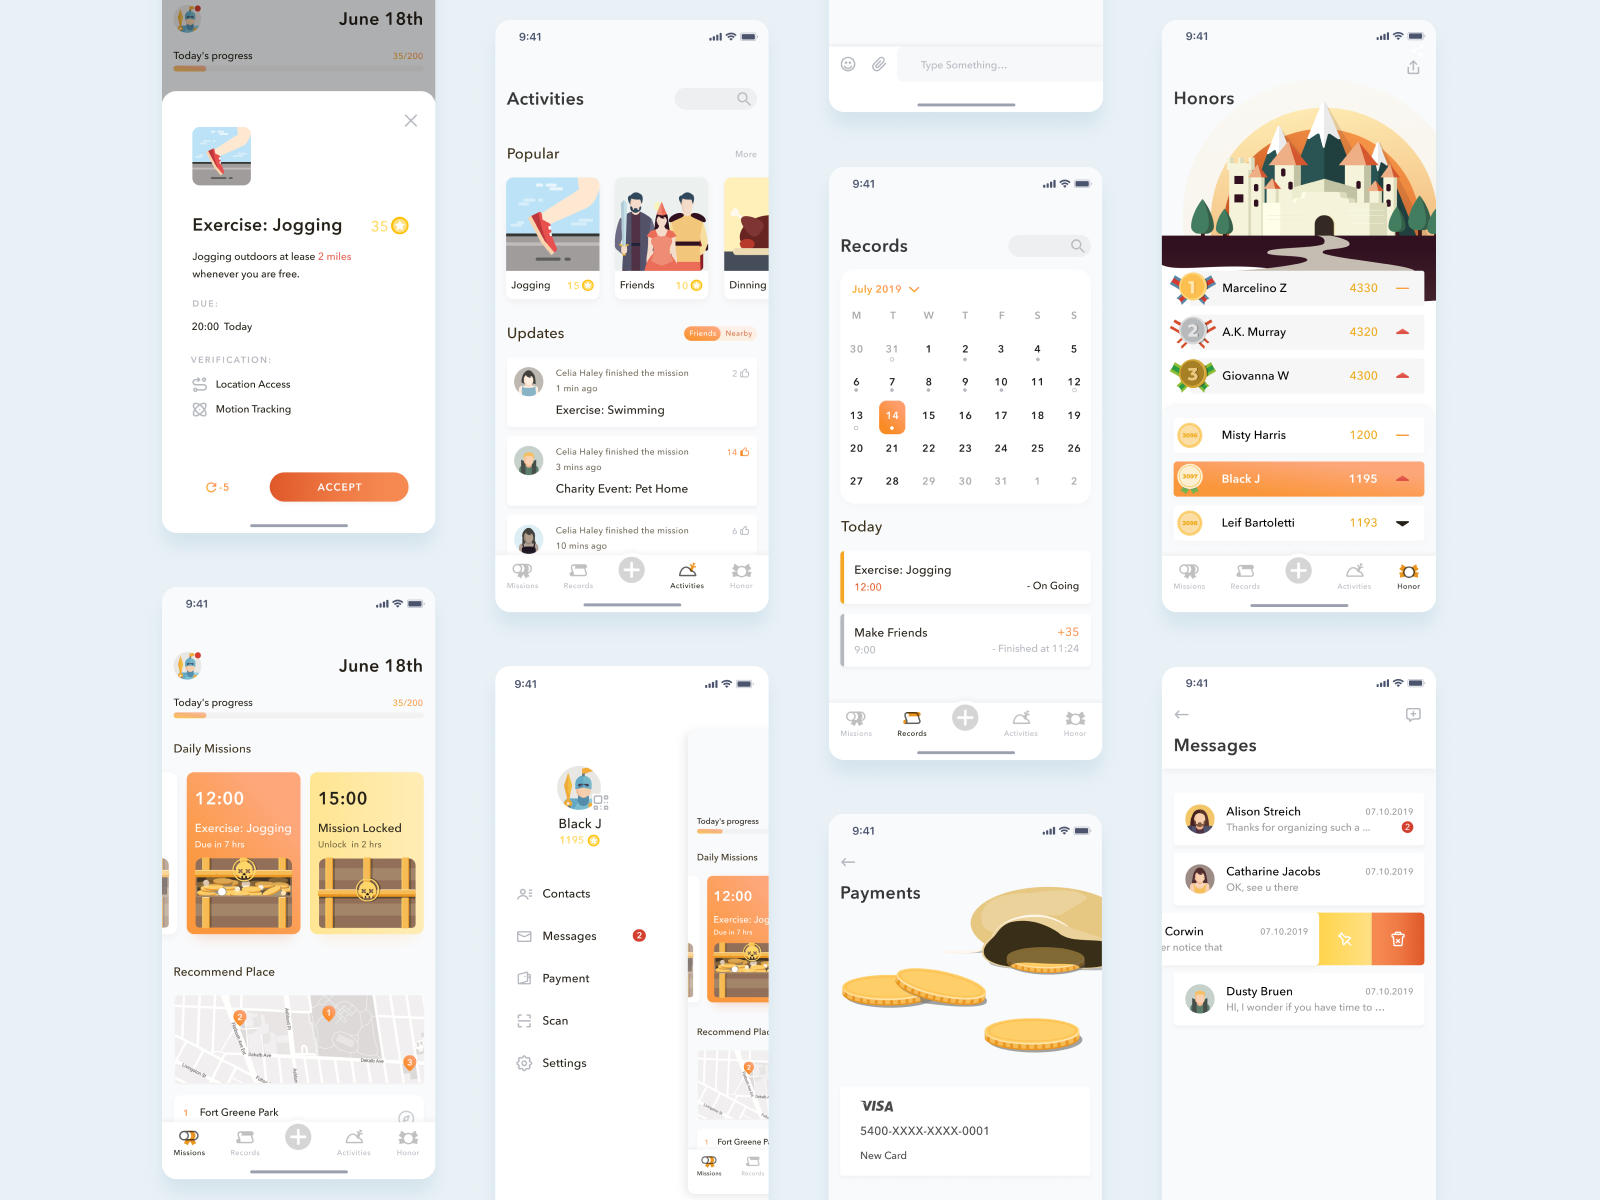 June 18th
Today's progress
35/200
Exercise: Jogging
35
Jogging outdoors at lease 2 miles
whenever you are free.
DUE:
20:00 Today
VERIFICATION:
Location Access
Motion Tracking
-5
ACCEPT
9:41
June 18th
Today's progress
35/200
Daily Missions
12:00
Exercise: Jogging
Due in 7 hrs
15:00
Mission Locked
Unlock in 2 hrs
Recommend Place
2
1
3
Ashland Pl
Dekalb Ave
Dekalb Ave
Livingston St
1 Fort Greene Park
Missions
Records
Activities
Honor
9:41
Activities
Popular
More
Jogging 15
Friends 10
Dinning
Updates
Friends
Nearby
Celia Haley finished the mission
2
1 min ago
Exercise: Swimming
Celia Haley finished the mission
14
3 mins ago
Charity Event: Pet Home
Celia Haley finished the mission
6
10 mins ago
Missions
Records
Activities
Honor
9:41
Black J
1195
Contacts
Messages
2
Payment
Scan
Settings
Today's progress
Daily Missions
12:00
Exercise: Jog
Due in 7 hrs
Recommend Plac
2
1 Fort Greene P
Missions
Records
Type Something...
9:41
Records
July 2019
M T W T F S S
30 31 1 2 3 4 5
6 7 8 9 10 11 12
13 14 15 16 17 18 19
20 21 22 23 24 25 26
27 28 29 30 31 1 2
Today
Exercise: Jogging
12:00
- On Going
Make Friends
+35
9:00
- Finished at 11:24
Missions
Records
Activities
Honor
9:41
Payments
VISA
5400-XXXX-XXXX-0001
New Card
9:41
Honors
1 Marcelino Z 4330
2 A.K. Murray 4320
3 Giovanna W 4300
3096 Misty Harris 1200
3097 Black J 1195
3098 Leif Bartoletti 1193
Missions
Records
Activities
Honor
9:41
Messages
Alison Streich
07.10.2019
Thanks for organizing such a ...
2
Catharine Jacobs
07.10.2019
OK, see u there
Corwin
07.10.2019
er notice that
Dusty Bruen
07.10.2019
HI, I wonder if you have time to ...